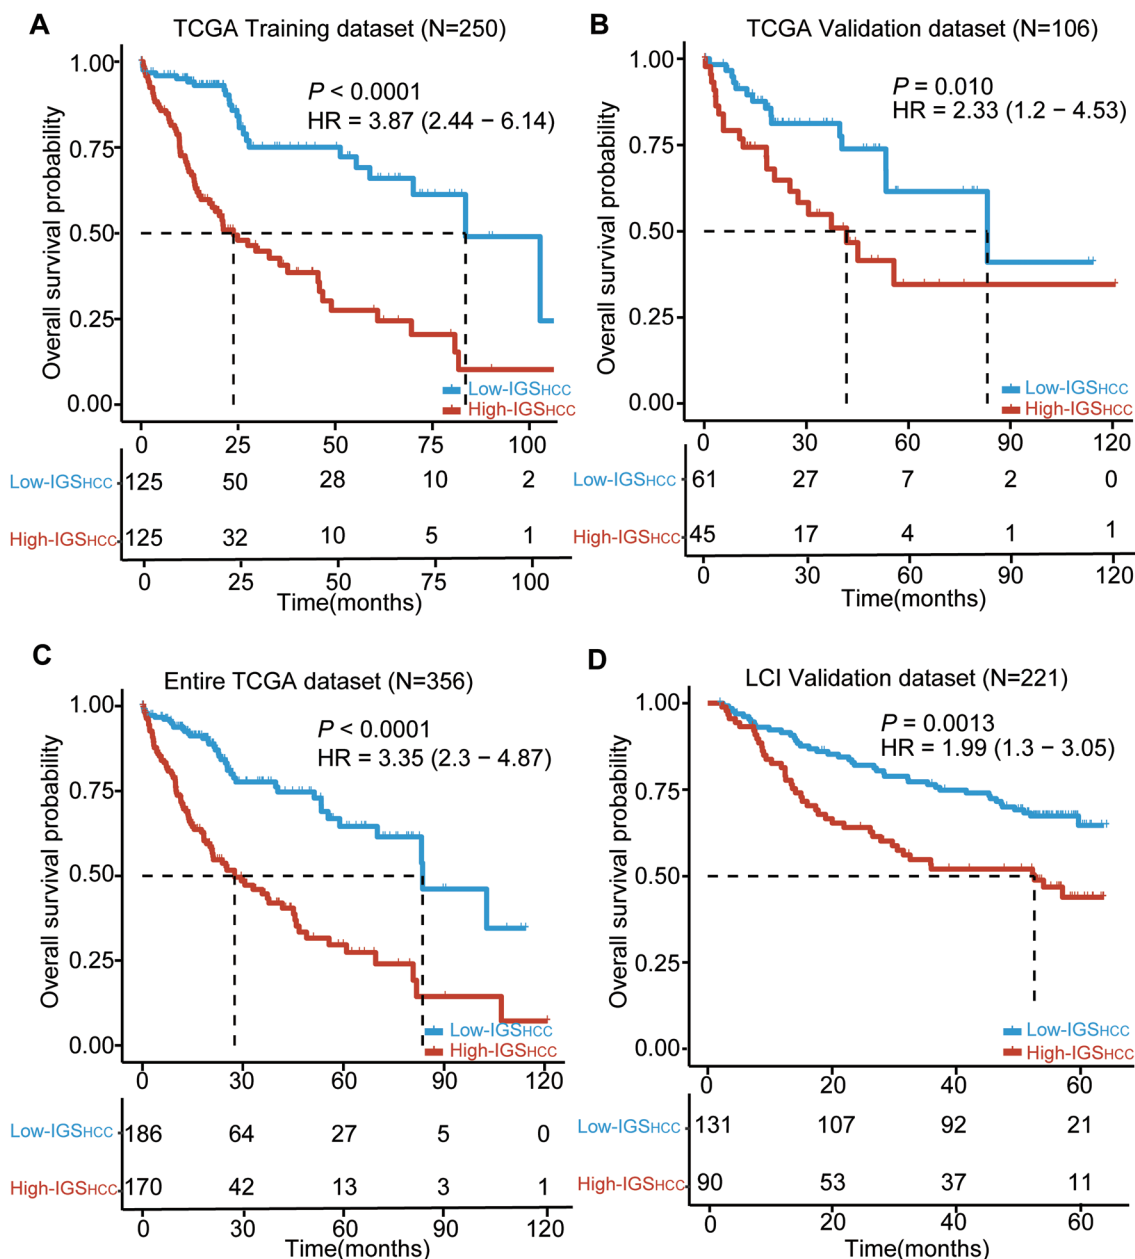 A
TCGA Training dataset (N=250)
Overall survival probability
1.00
0.75
0.50
0.25
0.00
P < 0.0001
HR = 3.87 (2.44 – 6.14)
Low-IGSHCC
High-IGSHCC
0 25 50 75 100
Low-IGSHCC 125 50 28 10 2
High-IGSHCC 125 32 10 5 1
0 25 50 75 100
Time(months)
B
TCGA Validation dataset (N=106)
Overall survival probability
1.00
0.75
0.50
0.25
0.00
P = 0.010
HR = 2.33 (1.2 – 4.53)
Low-IGSHCC
High-IGSHCC
0 30 60 90 120
Low-IGSHCC 61 27 7 2 0
High-IGSHCC 45 17 4 1 1
0 30 60 90 120
Time(months)
C
Entire TCGA dataset (N=356)
Overall survival probability
1.00
0.75
0.50
0.25
0.00
P < 0.0001
HR = 3.35 (2.3 – 4.87)
Low-IGSHCC
High-IGSHCC
0 30 60 90 120
Low-IGSHCC 186 64 27 5 0
High-IGSHCC 170 42 13 3 1
0 30 60 90 120
Time(months)
D
LCI Validation dataset (N=221)
Overall survival probability
1.00
0.75
0.50
0.25
0.00
P = 0.0013
HR = 1.99 (1.3 – 3.05)
Low-IGSHCC
High-IGSHCC
0 20 40 60
Low-IGSHCC 131 107 92 21
High-IGSHCC 90 53 37 11
0 20 40 60
Time(months)